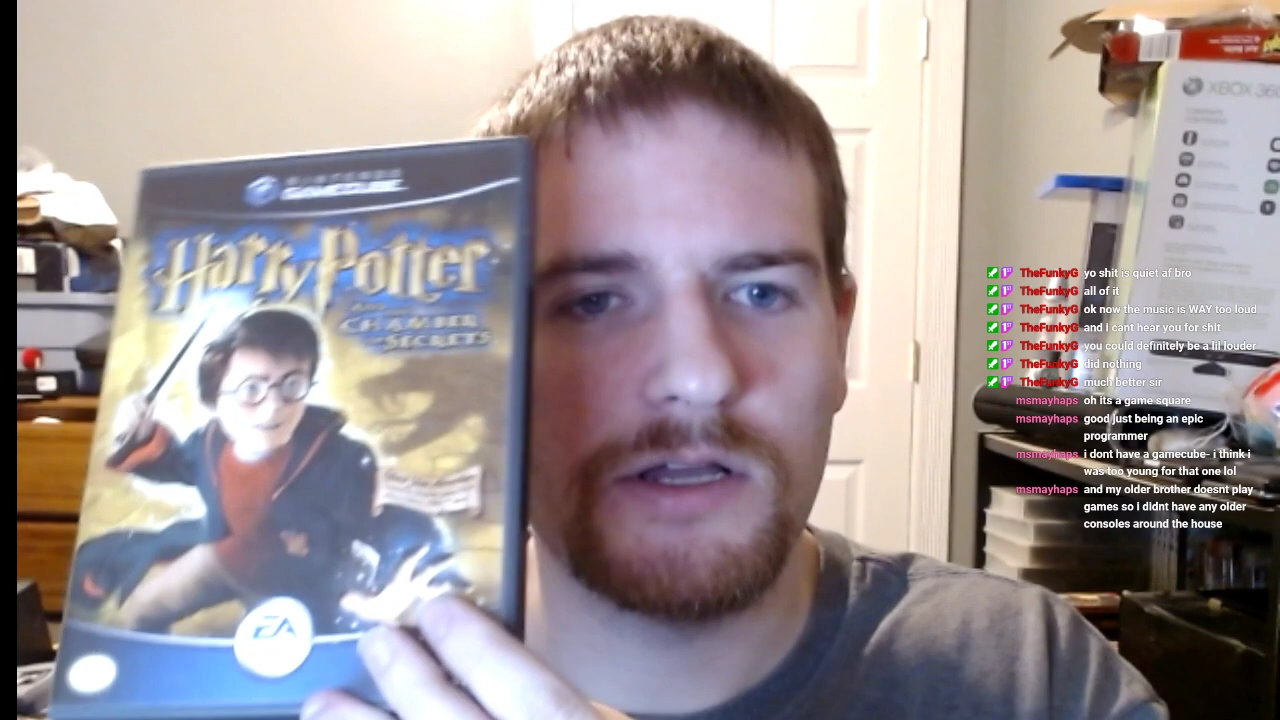 NINTENDO
GAMECUBE
Harry Potter
CHAMBER
SECRETS
EA
XBOX 360
TheFunkyG yo shit is quiet af bro
TheFunkyG all of it
TheFunkyG ok now the music is WAY too loud
TheFunkyG and I cant hear you for shIt
TheFunkyG you could definitely be a lil louder
TheFunkyG did nothing
TheFunkyG much better sir
msmayhaps oh its a game square
msmayhaps good just being an epic
programmer
msmayhaps i dont have a gamecube- i think i
was too young for that one lol
msmayhaps and my older brother doesnt play
games so i didnt have any older
consoles around the house